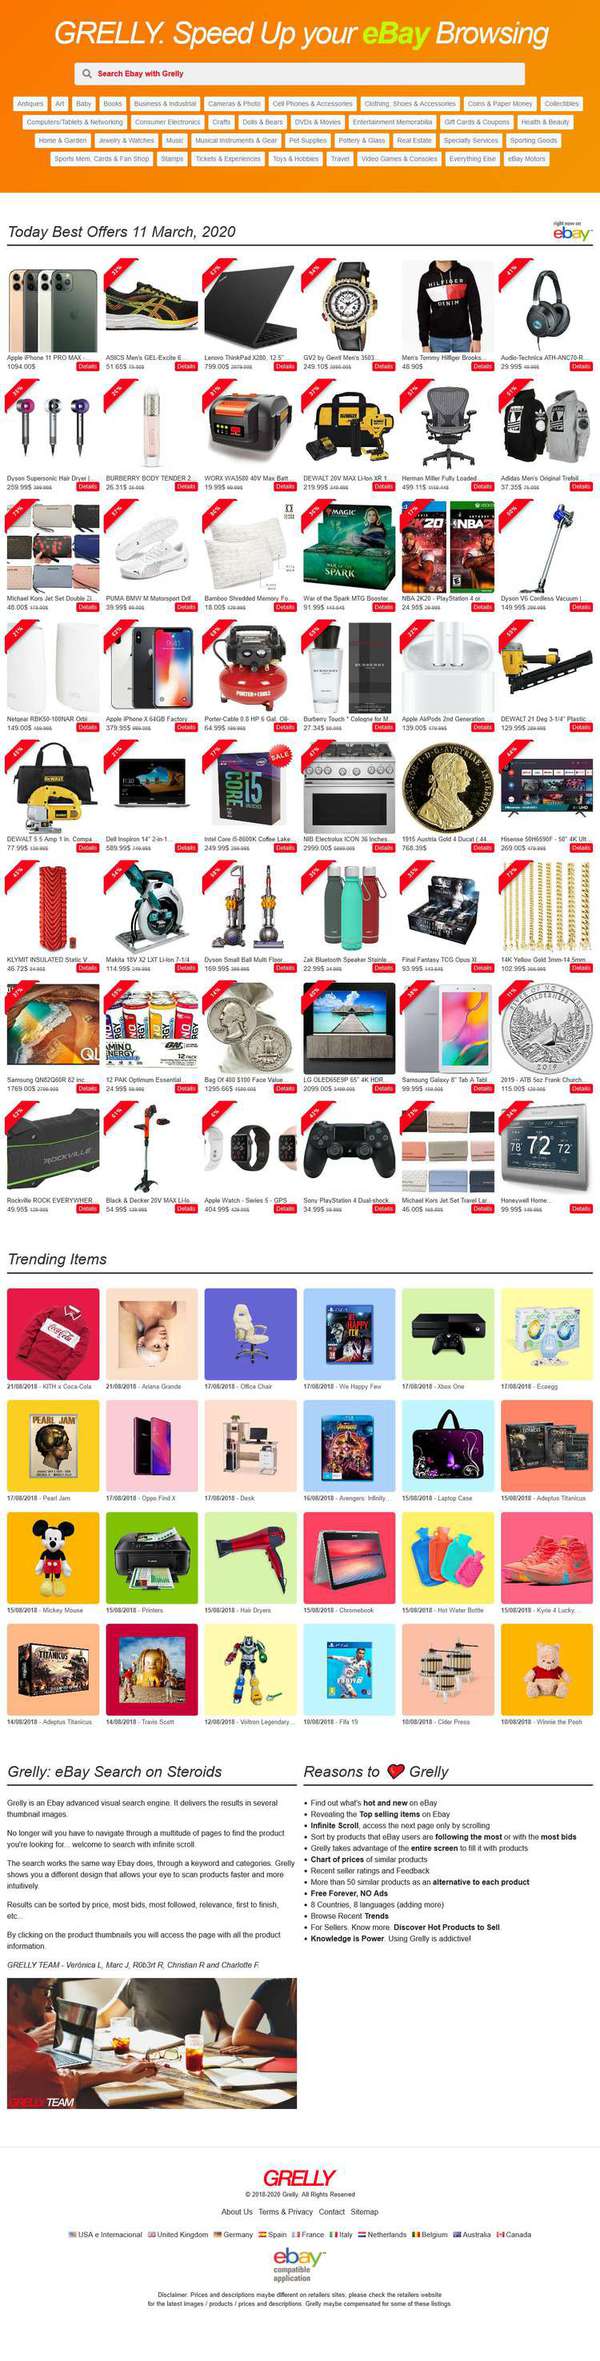 GRELLY. Speed Up your eBay Browsing
Search Ebay with Grelly
Antiques Art Baby Books Business & Industrial Cameras & Photo Cell Phones & Accessories Clothing, Shoes & Accessories Coins & Paper Money Collectibles
Computers/Tablets & Networking Consumer Electronics Crafts Dolls & Bears DVDs & Movies Entertainment Memorabilia Gift Cards & Coupons Health & Beauty
Home & Garden Jewelry & Watches Music Musical Instruments & Gear Pet Supplies Pottery & Glass Real Estate Specialty Services Sporting Goods
Sports Mem, Cards & Fan Shop Stamps Tickets & Experiences Toys & Hobbies Travel Video Games & Consoles Everything Else eBay Motors
right now on
ebay
Today Best Offers 11 March, 2020
Apple iPhone 11 PRO MAX -... ASICS Men's GEL-Excite 6... Lenovo ThinkPad X280, 12.5"... GV2 by Gevril Men's 3503... Men's Tommy Hilfiger Brooks... Audio-Technica ATH-ANC70-R...
1094.00$ Details 51.65$ Details 799.00$ Details 249.10$ Details 48.90$ Details 29.99$ Details
Dyson Supersonic Hair Dryer |... BURBERRY BODY TENDER 2... WORX WA3580 40V Max Batt... DEWALT 20V MAX Li-Ion XR 1... Herman Miller Fully Loaded Adidas Men's Original Trefoil
259.99$ Details 26.31$ Details 19.99$ Details 219.99$ Details 499.11$ Details 37.35$ Details
Michael Kors Jet Set Double Zi... PUMA BMW M Motorsport Drif... Bamboo Shredded Memory Fo... War of the Spark MTG Booster... NBA 2K20 - PlayStation 4 or... Dyson V6 Cordless Vacuum |...
48.00$ Details 39.99$ Details 18.00$ Details 91.99$ Details 24.95$ Details 149.99$ Details
Netgear RBK50-100NAR Orbi... Apple iPhone X 64GB Factory... Porter-Cable 0.8 HP 6 Gal. Oil-... Burberry Touch * Cologne for M... Apple AirPods 2nd Generation DEWALT 21 Deg 3-1/4" Plastic
149.00$ Details 379.95$ Details 64.99$ Details 27.34$ Details 139.00$ Details 129.99$ Details
DEWALT 5.5 Amp 1 in. Compa Dell Inspiron 14" 2-in-1... Intel Core i5-8600K Coffee Lake... NIB Electrolux ICON 36 Inches... 1915 Austria Gold 4 Ducat (.44... Hisense 50H6590F - 50" 4K Ult...
77.99$ Details 589.99$ Details 249.99$ Details 2999.00$ Details 684.39$ Details 269.00$ Details
KLYMIT INSULATED Static V... Makita 18V X2 LXT Li-Ion 7-1/4... Dyson Small Ball Multi Floor... Zak Bluetooth Speaker Stainle... Final Fantasy TCG Opus XI... 14K Yellow Gold 3mm-14.5mm...
46.72$ Details 114.99$ Details 169.99$ Details 22.99$ Details 93.99$ Details 102.99$ Details
Samsung QN82Q60R 82 Inc... 12 PAK Optimum Essential Bag Of 400 $100 Face Value LG OLED65E9P 65" 4K HDR... Samsung Galaxy 8" Tab A Tabl... 2019 - ATB 5oz Frank Church...
1769.00$ Details 24.99$ Details 1295.66$ Details 2099.00$ Details 99.99$ Details 115.00$ Details
Rockville ROCK EVERYWHER... Black & Decker 20V MAX Li-Io... Apple Watch - Series 5 - GPS... Sony PlayStation 4 Dual-shock... Michael Kors Jet Set Travel Lar... Honeywell Home...
49.95$ Details 54.99$ Details 404.99$ Details 34.99$ Details 46.00$ Details 99.99$ Details
Trending Items
21/08/2018 - KITH x Coca-Cola 21/08/2018 - Ariana Grande 17/08/2018 - Office Chair 17/08/2018 - We Happy Few 17/08/2018 - Xbox One 17/08/2018 - Ecoegg
17/08/2018 - Pearl Jam 17/08/2018 - Oppo Find X 17/08/2018 - Desk 16/08/2018 - Avengers: Infinity... 15/08/2018 - Laptop Case 15/08/2018 - Adeptus Titanicus
15/08/2018 - Mickey Mouse 15/08/2018 - Printers 15/08/2018 - Hair Dryers 15/08/2018 - Chromebook 15/08/2018 - Hot Water Bottle 15/08/2018 - Kyrie 4 Lucky...
14/08/2018 - Adeptus Titanicus 14/08/2018 - Travis Scott 12/08/2018 - Voltron Legendary... 10/08/2018 - Fifa 19 10/08/2018 - Cider Press 10/08/2018 - Winnie the Pooh
Grelly: eBay Search on Steroids
Grelly is an Ebay advanced visual search engine. It delivers the results in several
thumbnail images.
No longer will you have to navigate through a multitude of pages to find the product
you're looking for... welcome to search with infinite scroll.
The search works the same way Ebay does, through a keyword and categories. Grelly
shows you a different design that allows your eye to scan products faster and more
intuitively.
Results can be sorted by price, most bids, most followed, relevance, first to finish,
etc...
By clicking on the product thumbnails you will access the page with all the product
information.
GRELLY TEAM - Verónica L, Marc J, R0b3rt R, Christian R and Charlotte F.
GRELLY TEAM
Reasons to Grelly
Find out what's hot and new on eBay
Revealing the Top selling items on Ebay
Infinite Scroll, access the next page only by scrolling
Sort by products that eBay users are following the most or with the most bids
Grelly takes advantage of the entire screen to fill it with products
Chart of prices of similar products
Recent seller ratings and Feedback
More than 50 similar products as an alternative to each product
Free Forever, NO Ads
8 Countries, 8 languages (adding more)
Browse Recent Trends
For Sellers. Know more. Discover Hot Products to Sell
Knowledge is Power. Using Grelly is addictive!
GRELLY
© 2018-2020 Grelly. All Rights Reserved
About Us Terms & Privacy Contact Sitemap
USA e Internacional United Kingdom Germany Spain France Italy Netherlands Belgium Australia Canada
ebay
compatible
application
Disclaimer: Prices and descriptions maybe different on retailers sites, please check the retailers website
for the latest images / products / prices and descriptions. Grelly maybe compensated for some of these listings.